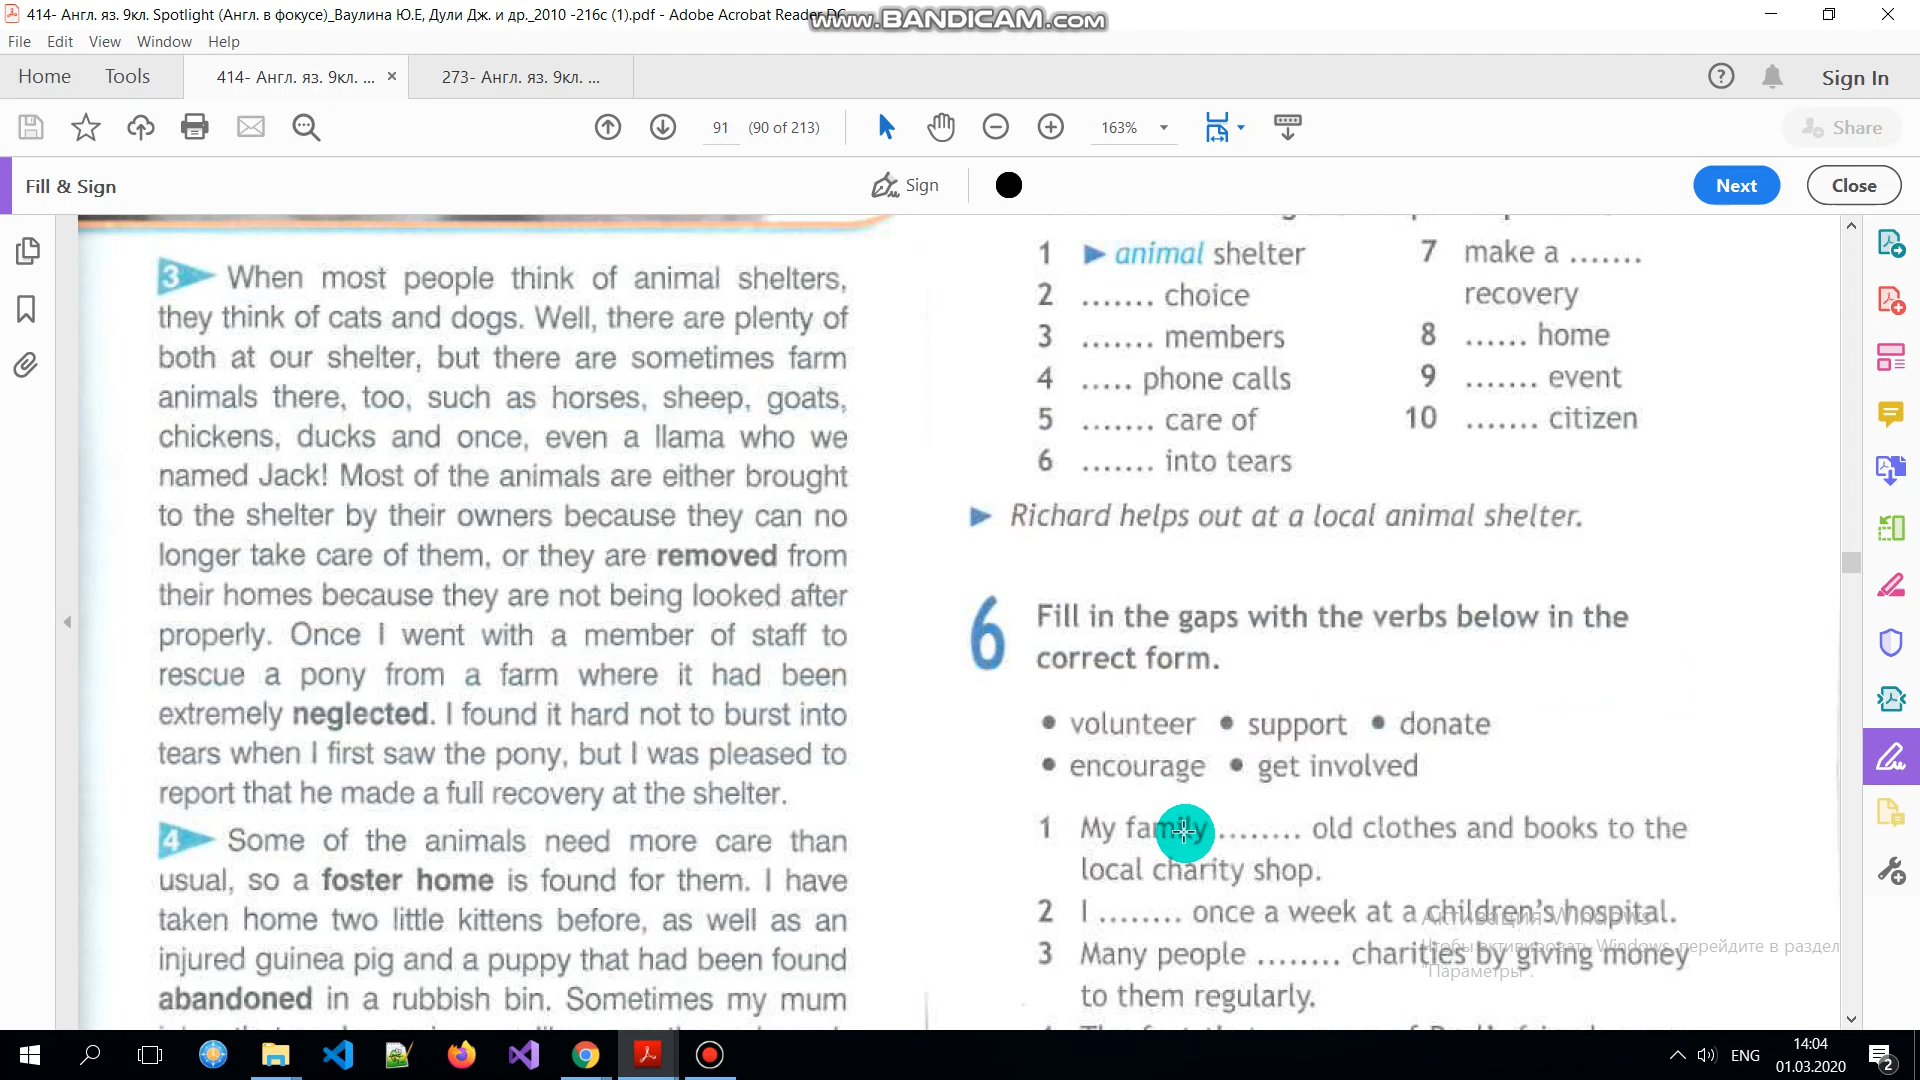 414- Англ. яз. 9кл. Spotlight (Англ. в фокусе)_Ваулина Ю.Е, Дули Дж. и др._2010 -216с (1).pdf - Adobe Acrobat Reader DC
www.BANDICAM.com
File Edit View Window Help
Home Tools 414- Англ. яз. 9кл. ... × 273- Англ. яз. 9кл. ... Sign In
91 (90 of 213) 163% Share
Fill & Sign Sign Next Close
3 When most people think of animal shelters,
they think of cats and dogs. Well, there are plenty of
both at our shelter, but there are sometimes farm
animals there, too, such as horses, sheep, goats,
chickens, ducks and once, even a llama who we
named Jack! Most of the animals are either brought
to the shelter by their owners because they can no
longer take care of them, or they are removed from
their homes because they are not being looked after
properly. Once I went with a member of staff to
rescue a pony from a farm where it had been
extremely neglected. I found it hard not to burst into
tears when I first saw the pony, but I was pleased to
report that he made a full recovery at the shelter.
4 Some of the animals need more care than
usual, so a foster home is found for them. I have
taken home two little kittens before, as well as an
injured guinea pig and a puppy that had been found
abandoned in a rubbish bin. Sometimes my mum
1 animal shelter
2 ....... choice
3 ....... members
4 ..... phone calls
5 ....... care of
6 ....... into tears
7 make a .......
recovery
8 ...... home
9 ....... event
10 ....... citizen
Richard helps out at a local animal shelter.
6 Fill in the gaps with the verbs below in the
correct form.
• volunteer • support • donate
• encourage • get involved
1 My family ........ old clothes and books to the
local charity shop.
2 I ........ once a week at a children's hospital.
3 Many people ........ charities by giving money
to them regularly.
Активация Windows
Чтобы активировать Windows, перейдите в раздел
"Параметры".
ENG
14:04
01.03.2020
2